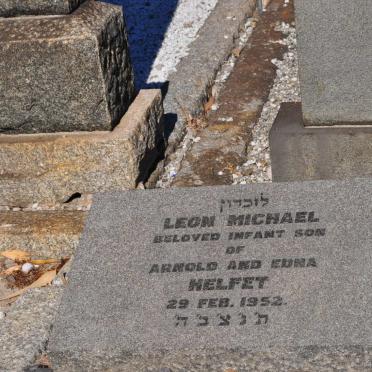 לזכרון
LEON MICHAEL
BELOVED INFANT SON
OF
ARNOLD AND EDNA
HELFET
29 FEB. 1952.
ת'נ'צ'ב'ה'